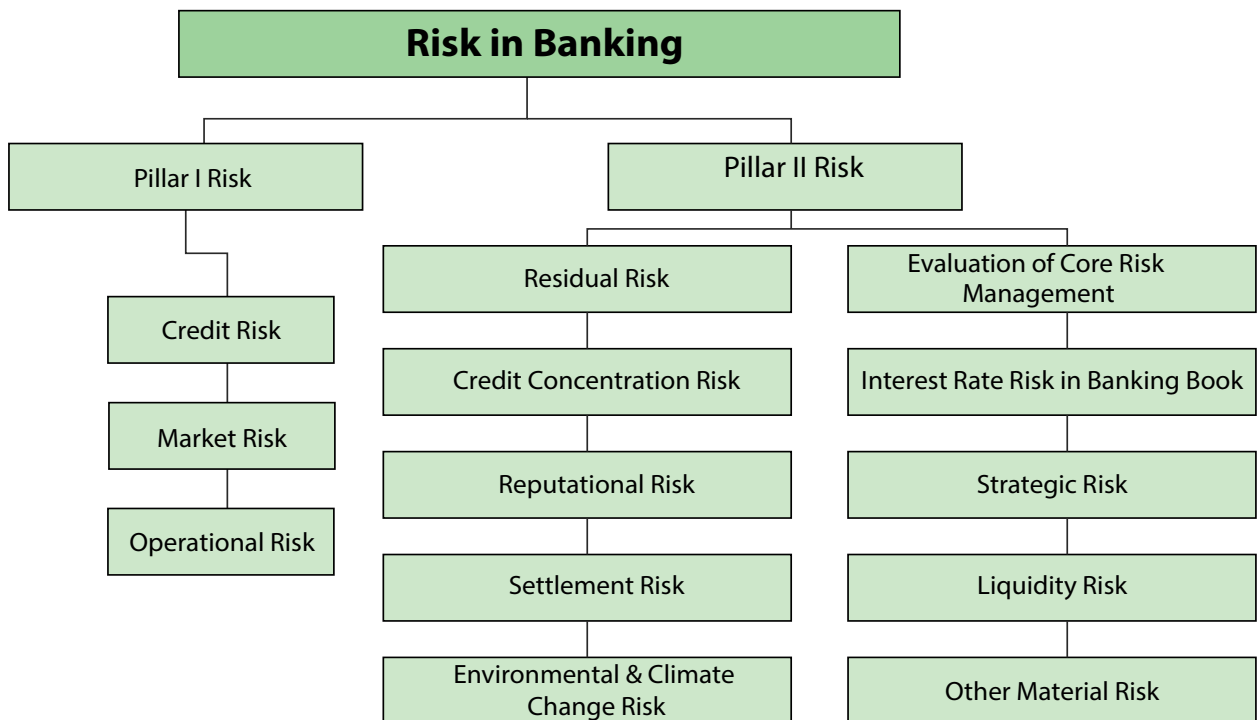 Risk in Banking
Pillar I Risk
Credit Risk
Market Risk
Operational Risk
Pillar II Risk
Residual Risk
Credit Concentration Risk
Reputational Risk
Settlement Risk
Environmental & Climate
Change Risk
Evaluation of Core Risk
Management
Interest Rate Risk in Banking Book
Strategic Risk
Liquidity Risk
Other Material Risk